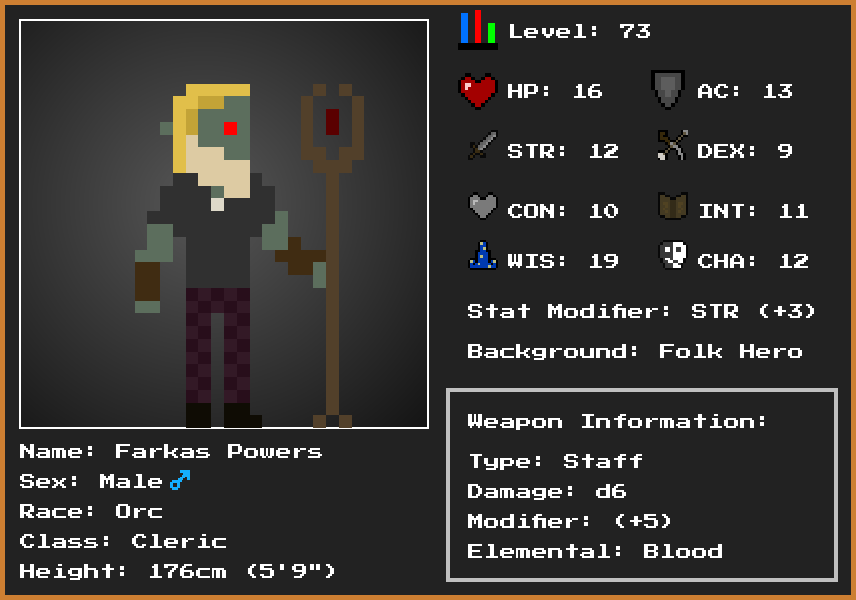 Level: 73
HP: 16
AC: 13
STR: 12
DEX: 9
CON: 10
INT: 11
WIS: 19
CHA: 12
Stat Modifier: STR (+3)
Background: Folk Hero
Weapon Information:
Type: Staff
Damage: d6
Modifier: (+5)
Elemental: Blood
Name: Farkas Powers
Sex: Male ♂
Race: Orc
Class: Cleric
Height: 176cm (5'9")